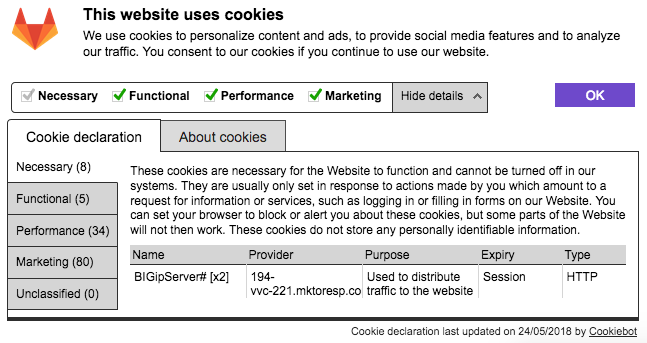 This website uses cookies
We use cookies to personalize content and ads, to provide social media features and to analyze
our traffic. You consent to our cookies if you continue to use our website.
Necessary Functional Performance Marketing Hide details OK
Cookie declaration About cookies
Necessary (8)
Functional (5)
Performance (34)
Marketing (80)
Unclassified (0)
These cookies are necessary for the Website to function and cannot be turned off in our
systems. They are usually only set in response to actions made by you which amount to a
request for information or services, such as logging in or filling in forms on our Website. You
can set your browser to block or alert you about these cookies, but some parts of the Website
will not then work. These cookies do not store any personally identifiable information.
Name Provider Purpose Expiry Type
BIGipServer# [x2] 194- Used to distribute Session HTTP
vvc-221.mktoresp.co traffic to the website
Cookie declaration last updated on 24/05/2018 by Cookiebot